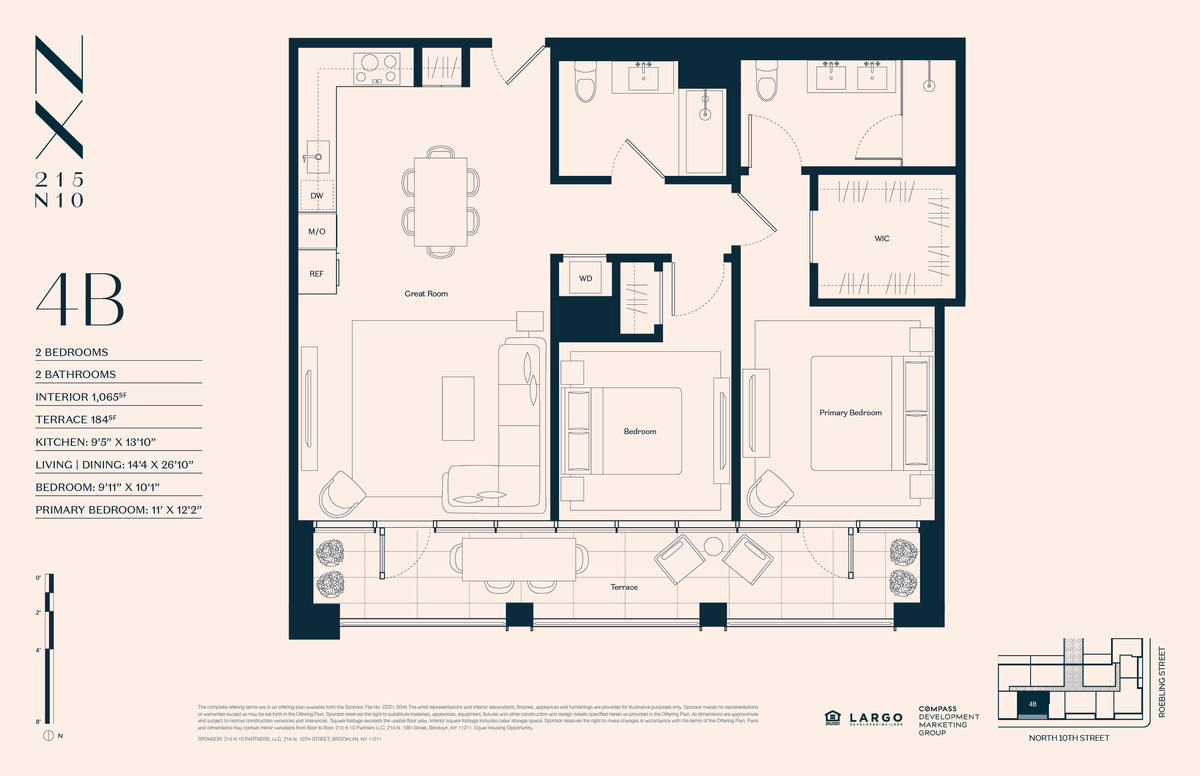 N
X
215
N10
4B
2 BEDROOMS
2 BATHROOMS
INTERIOR 1,065SF
TERRACE 184SF
KITCHEN: 9'5" X 13'10"
LIVING | DINING: 14'4 X 26'10"
BEDROOM: 9'11" X 10'1"
PRIMARY BEDROOM: 11' X 12'2"
0'
2'
4'
8'
N
DW
M/O
REF
Great Room
WD
WIC
Bedroom
Primary Bedroom
Terrace
The complete offering terms are in an offering plan available from the Sponsor. File No. CD21-0045 The artist representations and interior decorations, finishes, appliances and furnishings are provided for illustrative purposes only. Sponsor makes no representations
or warranties except as may be set forth in the Offering Plan. Sponsor reserves the right to substitute materials, appliances, equipment, fixtures and other construction and design details specified herein as provided in the Offering Plan. All dimensions are approximate
and subject to normal construction variances and tolerances. Square footage exceeds the usable floor area. Interior square footage includes cellar storage space. Sponsor reserves the right to make changes in accordance with the terms of the Offering Plan. Plans
and dimensions may contain minor variations from floor to floor. 215 N 10 Partners LLC, 215 N. 10th Street, Brooklyn, NY 11211. Equal Housing Opportunity.
SPONSOR: 215 N 10 PARTNERS, LLC, 215 N. 10TH STREET, BROOKLYN, NY 11211
LARGO
DEVELOPER/BUILDER
COMPASS
DEVELOPMENT
MARKETING
GROUP
4B
NORTH 10TH STREET
ROEBLING STREET